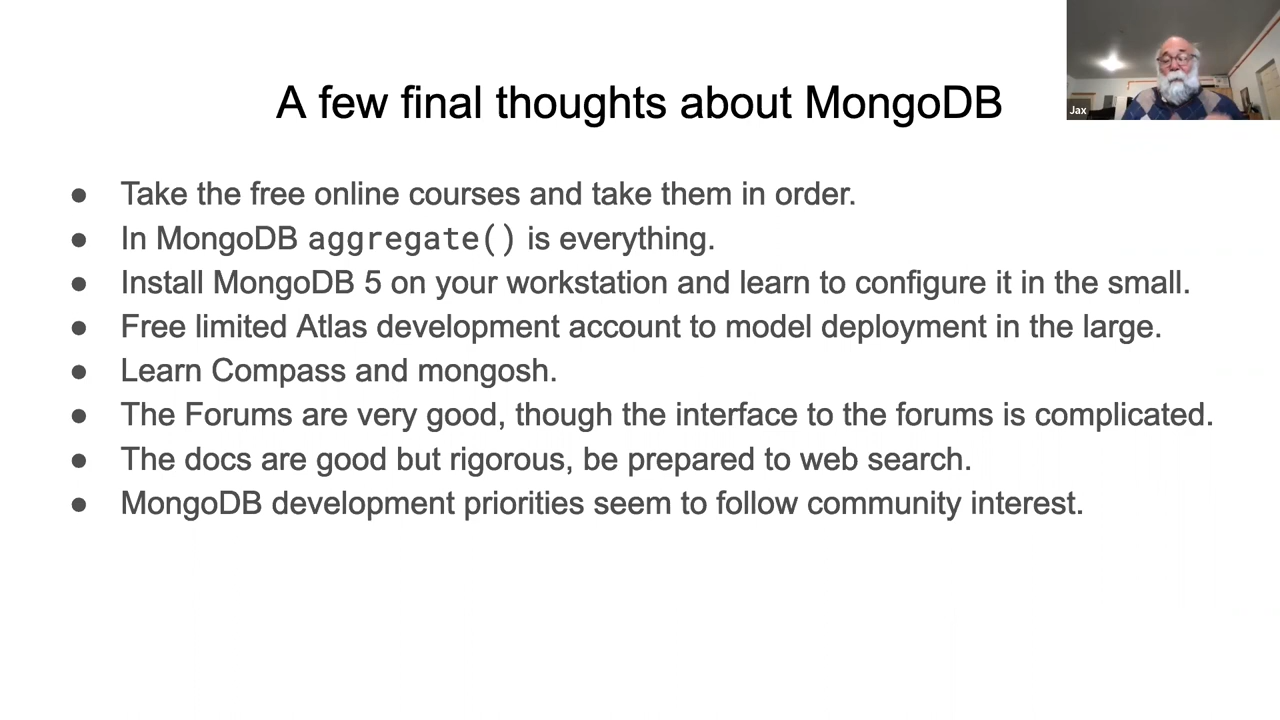 A few final thoughts about MongoDB
Jax
● Take the free online courses and take them in order.
● In MongoDB aggregate() is everything.
● Install MongoDB 5 on your workstation and learn to configure it in the small.
● Free limited Atlas development account to model deployment in the large.
● Learn Compass and mongosh.
● The Forums are very good, though the interface to the forums is complicated.
● The docs are good but rigorous, be prepared to web search.
● MongoDB development priorities seem to follow community interest.